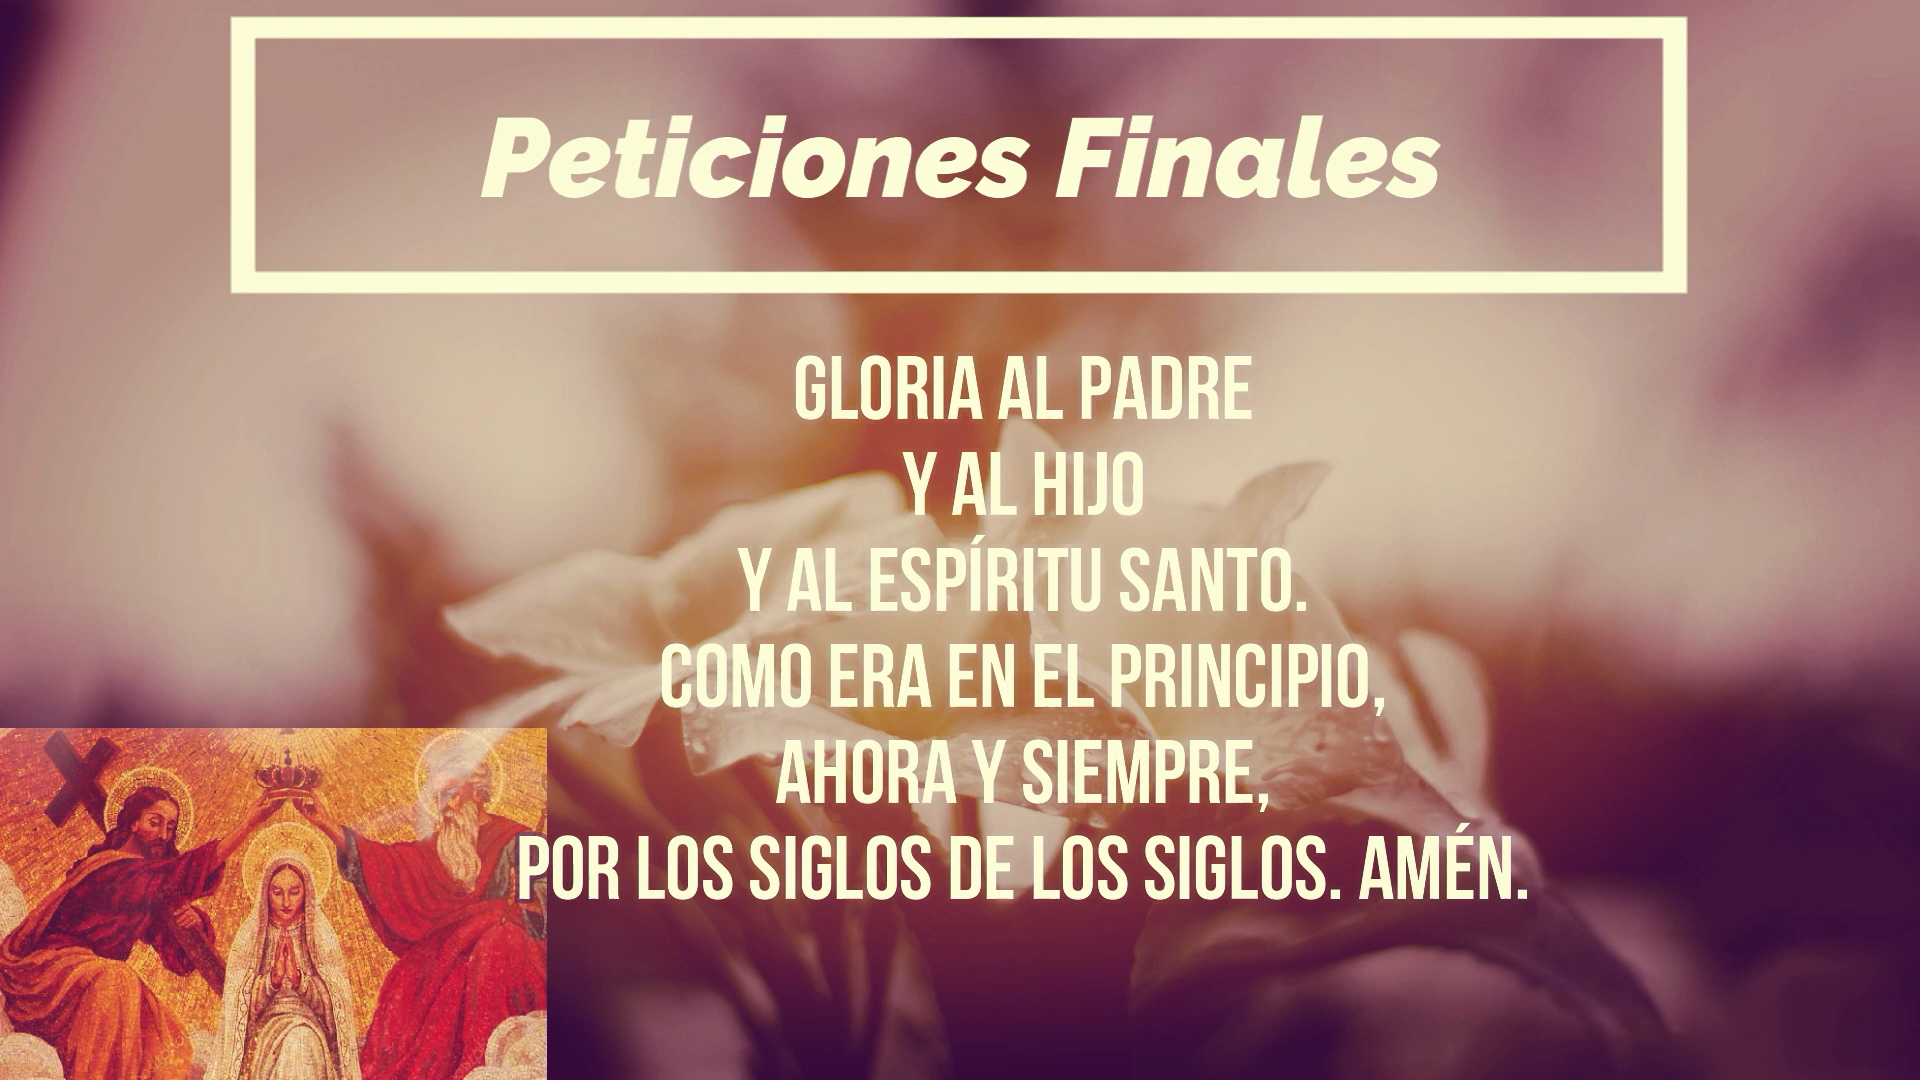 Peticiones Finales
GLORIA AL PADRE
Y AL HIJO
Y AL ESPÍRITU SANTO.
COMO ERA EN EL PRINCIPIO,
AHORA Y SIEMPRE,
POR LOS SIGLOS DE LOS SIGLOS. AMÉN.